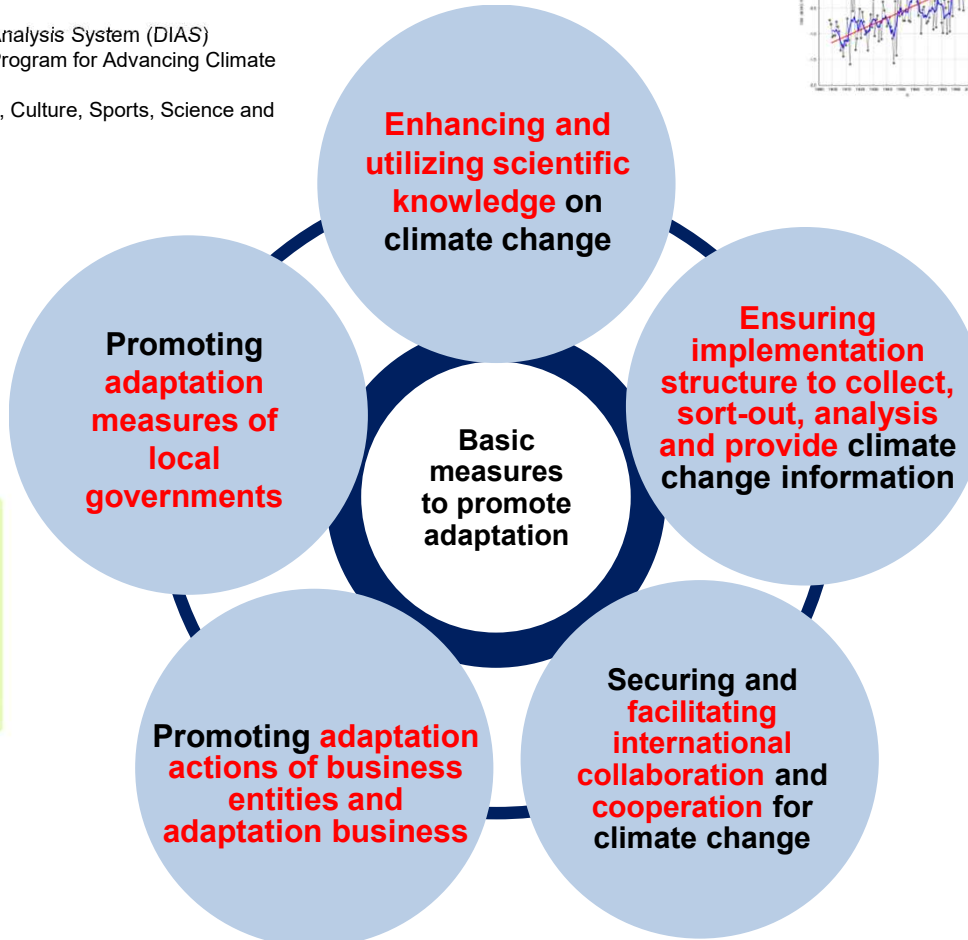 Analysis System (DIAS)
Program for Advancing Climate
, Culture, Sports, Science and
Enhancing and
utilizing scientific
knowledge on
climate change
Promoting
adaptation
measures of
local
governments
Ensuring
implementation
structure to collect,
sort-out, analysis
and provide climate
change information
Basic
measures
to promote
adaptation
Promoting adaptation
actions of business
entities and
adaptation business
Securing and
facilitating
international
collaboration and
cooperation for
climate change